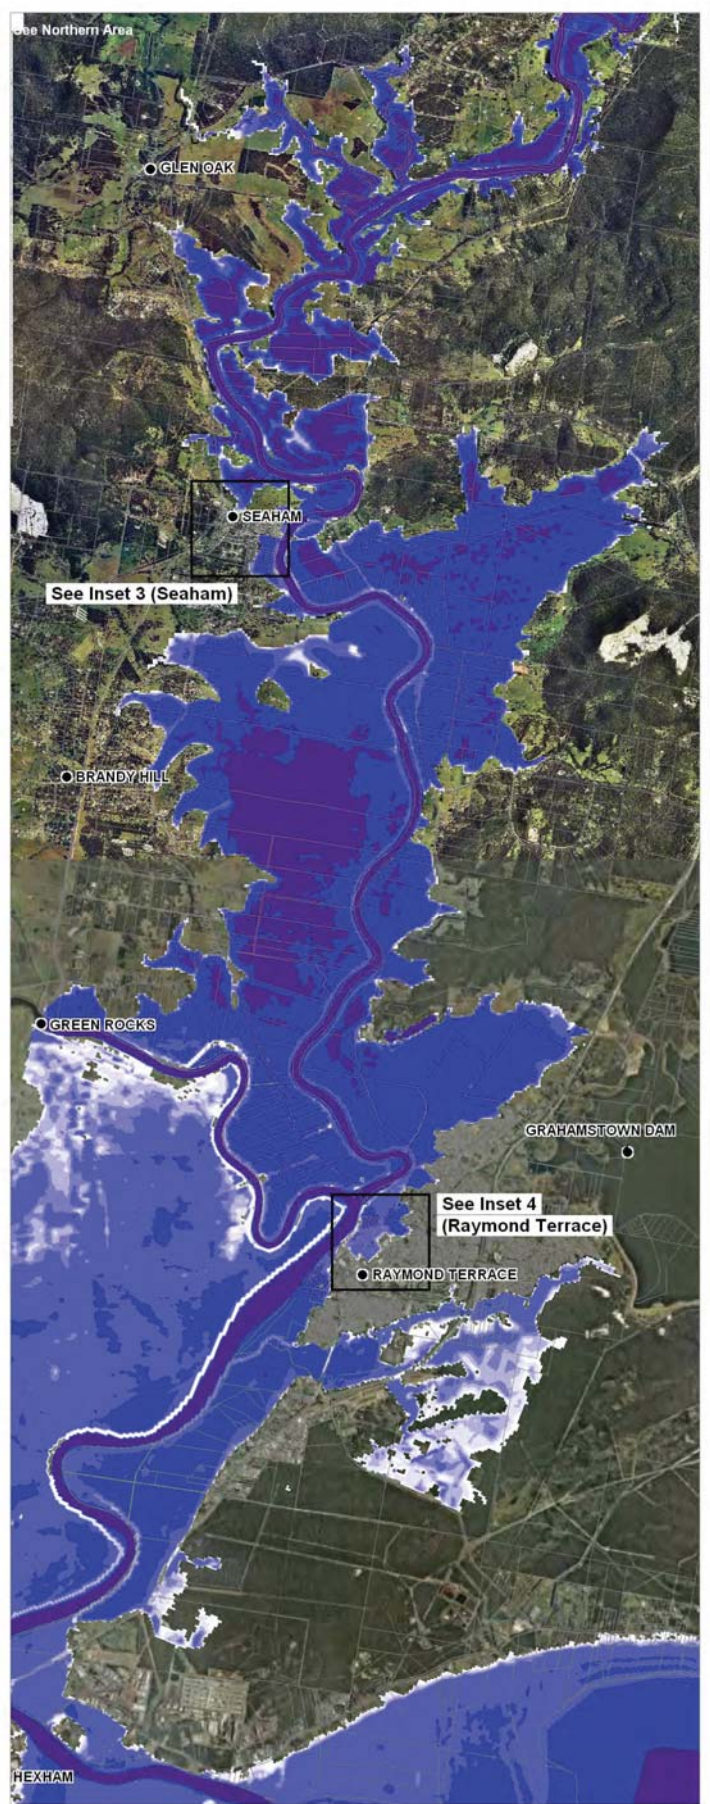 See Northern Area
GLEN OAK
SEAHAM
See Inset 3 (Seaham)
BRANDY HILL
GREEN ROCKS
GRAHAMSTOWN DAM
See Inset 4
(Raymond Terrace)
RAYMOND TERRACE
HEXHAM